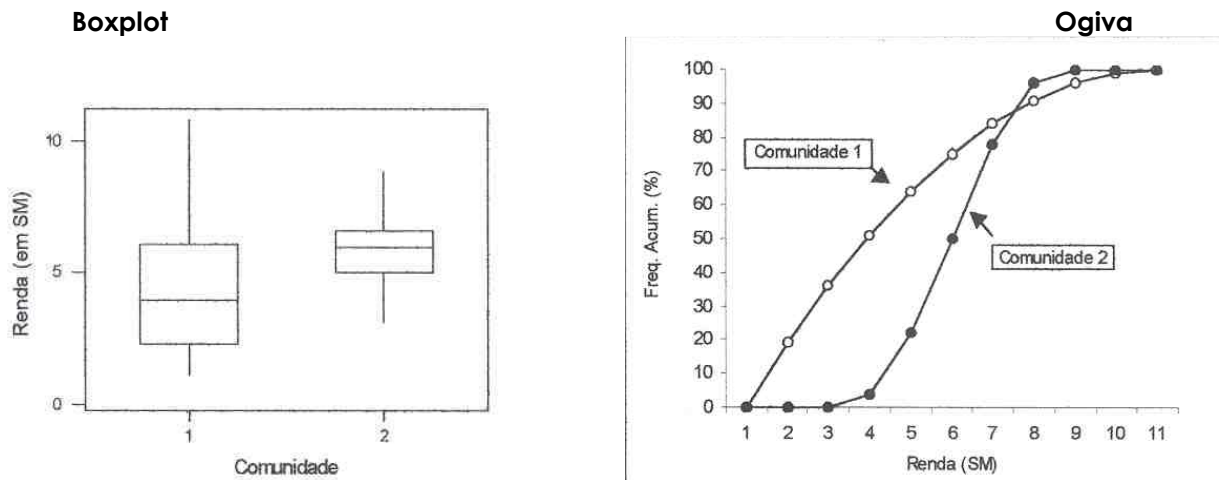 Boxplot
Ogiva
Renda (em SM)
10
5
0
1
2
Comunidade
Freq. Acum. (%)
100
90
80
70
60
50
40
30
20
10
0
Comunidade 1
Comunidade 2
1 2 3 4 5 6 7 8 9 10 11
Renda (SM)